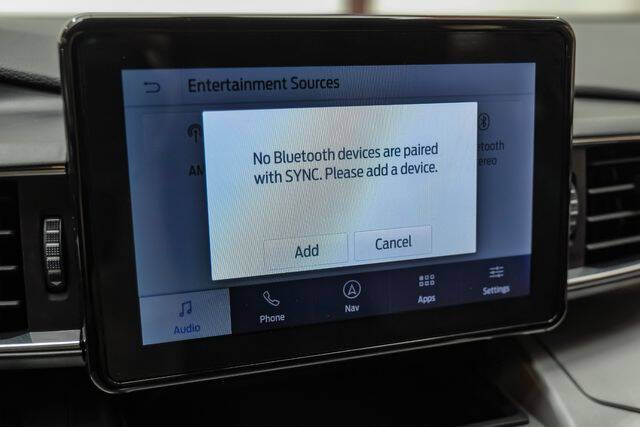 Entertainment Sources
AM
No Bluetooth devices are paired
with SYNC. Please add a device.
Add
Cancel
Audio
Phone
Nav
Apps
Settings